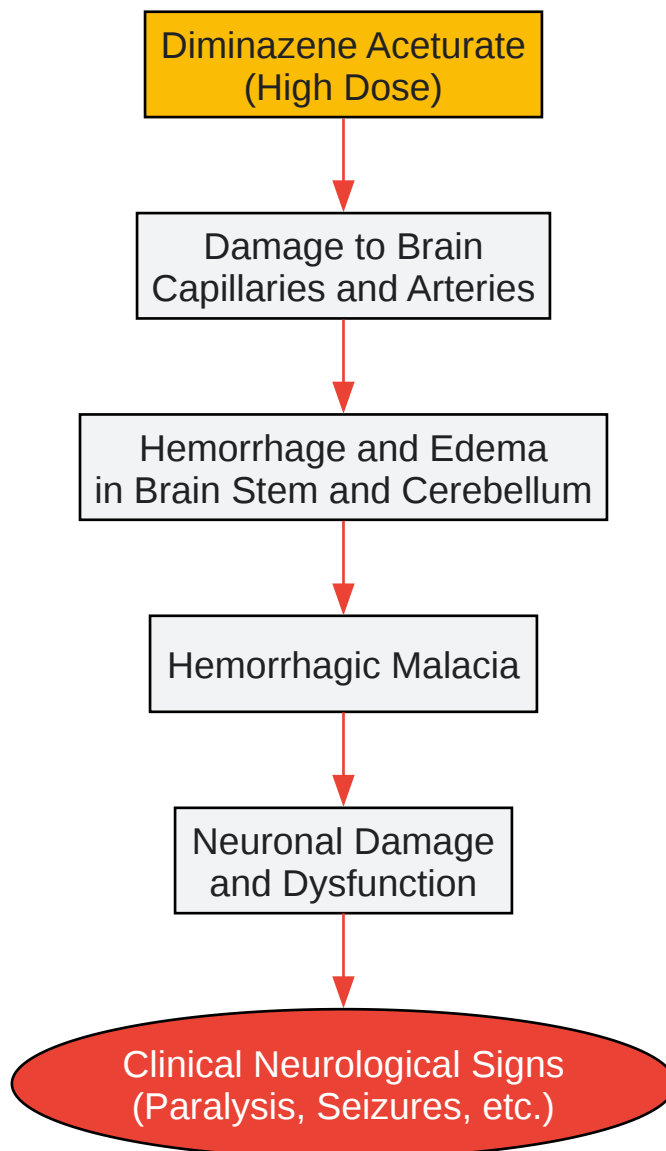 Diminazene Aceturate
(High Dose)
Damage to Brain
Capillaries and Arteries
Hemorrhage and Edema
in Brain Stem and Cerebellum
Hemorrhagic Malacia
Neuronal Damage
and Dysfunction
Clinical Neurological Signs
(Paralysis, Seizures, etc.)